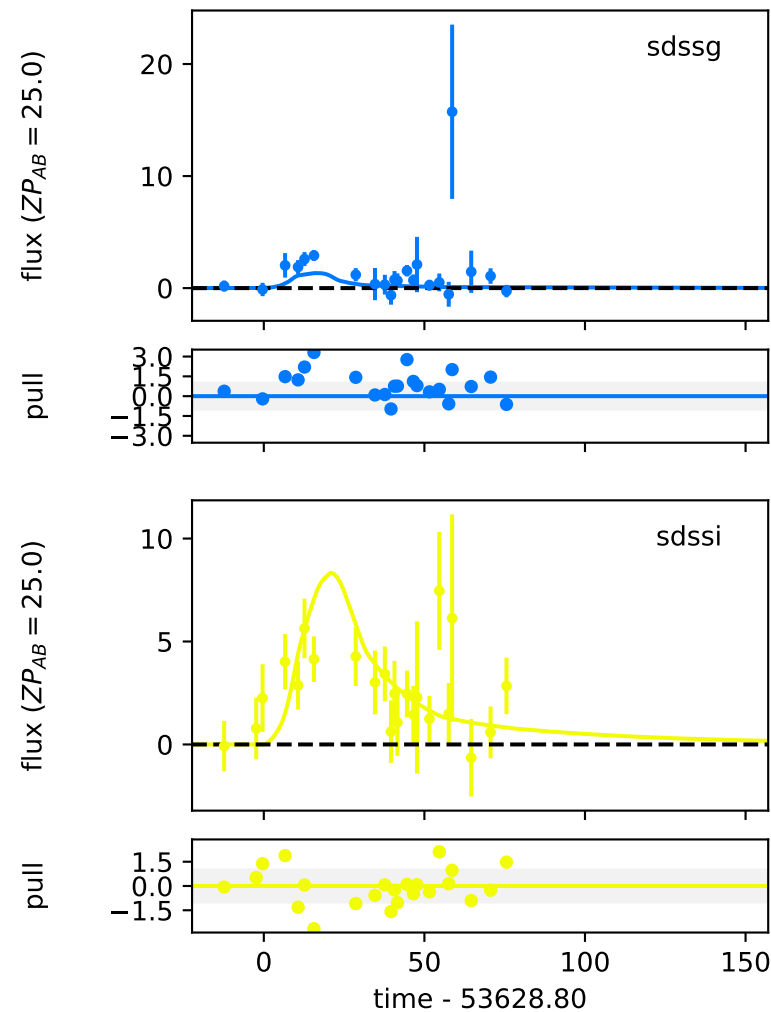 sdssg
flux (ZP_AB = 25.0)
20
10
0
pull
3.0
1.5
0.0
−1.5
−3.0
sdssi
flux (ZP_AB = 25.0)
10
5
0
pull
1.5
0.0
−1.5
0 50 100 150
time - 53628.80